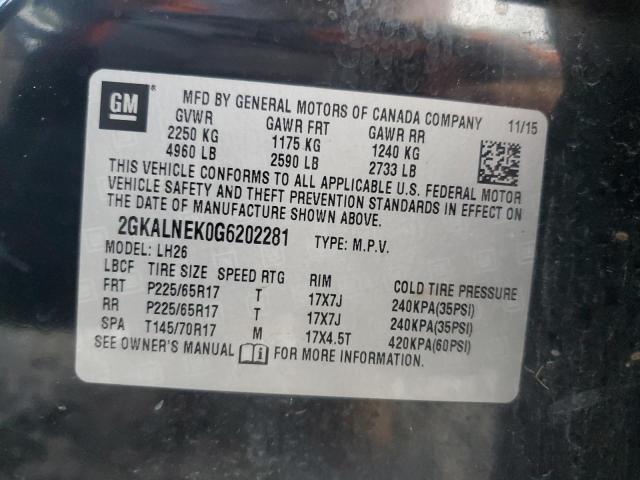 GM ®
MFD BY GENERAL MOTORS OF CANADA COMPANY 11/15
GVWR GAWR FRT GAWR RR
2250 KG 1175 KG 1240 KG
4960 LB 2590 LB 2733 LB
THIS VEHICLE CONFORMS TO ALL APPLICABLE U.S. FEDERAL MOTOR
VEHICLE SAFETY AND THEFT PREVENTION STANDARDS IN EFFECT ON
THE DATE OF MANUFACTURE SHOWN ABOVE.
2GKALNEK0G6202281 TYPE: M.P.V.
MODEL: LH26
LBCF TIRE SIZE SPEED RTG RIM COLD TIRE PRESSURE
FRT P225/65R17 T 17X7J 240KPA(35PSI)
RR P225/65R17 T 17X7J 240KPA(35PSI)
SPA T145/70R17 M 17X4.5T 420KPA(60PSI)
SEE OWNER'S MANUAL i FOR MORE INFORMATION.